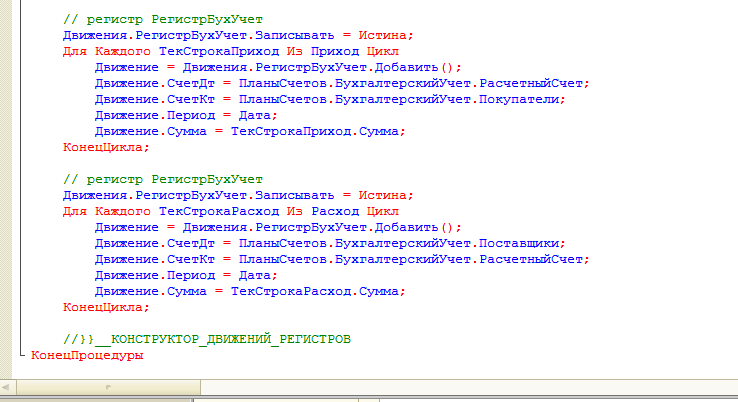 // регистр РегистрБухУчет
Движения.РегистрБухУчет.Записывать = Истина;
Для Каждого ТекСтрокаПриход Из Приход Цикл
Движение = Движения.РегистрБухУчет.Добавить();
Движение.СчетДт = ПланыСчетов.БухгалтерскийУчет.РасчетныйСчет;
Движение.СчетКт = ПланыСчетов.БухгалтерскийУчет.Покупатели;
Движение.Период = Дата;
Движение.Сумма = ТекСтрокаПриход.Сумма;
КонецЦикла;
// регистр РегистрБухУчет
Движения.РегистрБухУчет.Записывать = Истина;
Для Каждого ТекСтрокаРасход Из Расход Цикл
Движение = Движения.РегистрБухУчет.Добавить();
Движение.СчетДт = ПланыСчетов.БухгалтерскийУчет.Поставщики;
Движение.СчетКт = ПланыСчетов.БухгалтерскийУчет.РасчетныйСчет;
Движение.Период = Дата;
Движение.Сумма = ТекСтрокаРасход.Сумма;
КонецЦикла;
//}}__КОНСТРУКТОР_ДВИЖЕНИЙ_РЕГИСТРОВ
КонецПроцедуры